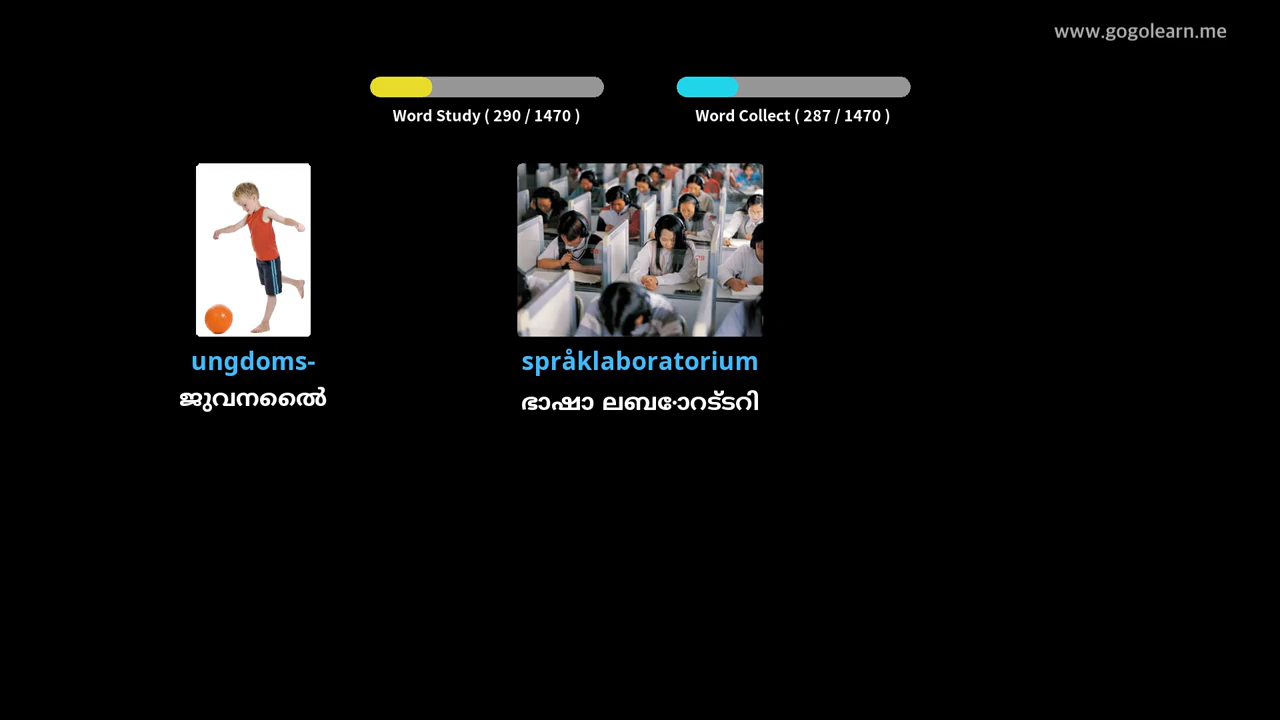 www.gogolearn.me
Word Study ( 290 / 1470 )
Word Collect ( 287 / 1470 )
ungdoms-
ജുവനൈൽ
språklaboratorium
ഭാഷാ ലബോറട്ടറി